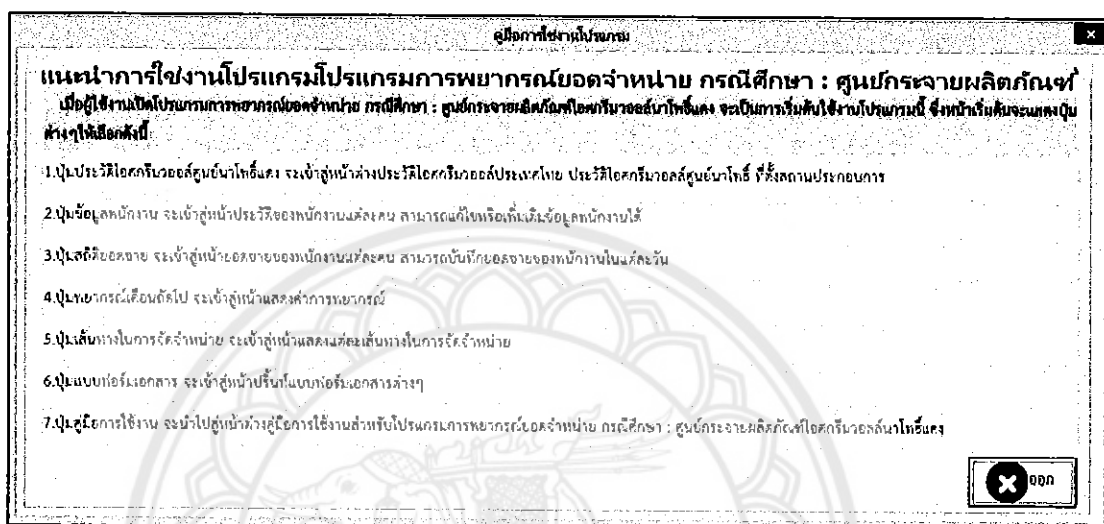 คู่มือการใช้งานโปรแกรม
แนะนำการใช่งานโปรแกรมโปรแกรมการพยากรณ์ยอดจำหน่าย กรณีศึกษา : ศูนย์กระจายผลิตภัณฑ์
เมื่อผู้ใช้งานเปิดโปรแกรมการพยากรณ์ยอดจำหน่าย กรณีศึกษา : ศูนย์กระจายผลิตภัณฑ์ไอศกรีมวอลล์นาโพธิ์แดง จะเป็นการเริ่มต้นใช้งานโปรแกรมนี้ ซึ่งหน้าเริ่มต้นจะแสดงปุ่ม
ต่างๆให้เลือกดังนี้
1.ปุ่มประวัติไอศกรีมวอลล์ศูนย์นาโพธิ์แดง จะเข้าสู่หน้าต่างประวัติไอศกรีมวอลล์ประเทศไทย ประวัติไอศกรีมวอลล์ศูนย์นาโพธิ์ ที่ตั้งสถานประกอบการ
2.ปุ่มข้อมูลพนักงาน จะเข้าสู่หน้าประวัติของพนักงานแต่ละคน สามารถแก้ไขหรือเพิ่มเติมข้อมูลพนักงานได้
3.ปุ่มสถิติยอดขาย จะเข้าสู่หน้ายอดขายของพนักงานแต่ละคน สามารถบันทึกยอดขายของพนักงานในแต่ละวัน
4.ปุ่มพยากรณ์เดือนถัดไป จะเข้าสู่หน้าแสดงค่าการพยากรณ์
5.ปุ่มเส้นทางในการจัดจำหน่าย จะเข้าสู่หน้าแสดงแต่ละเส้นทางในการจัดจำหน่าย
6.ปุ่มแบบฟอร์มเอกสาร จะเข้าสู่หน้าปริ้นท์แบบฟอร์มเอกสารต่างๆ
7.ปุ่มคู่มือการใช้งาน จะนำไปสู่หน้าต่างคู่มือการใช้งานสำหรับโปรแกรมการพยากรณ์ยอดจำหน่าย กรณีศึกษา : ศูนย์กระจายผลิตภัณฑ์ไอศกรีมวอลล์นาโพธิ์แดง
ออก